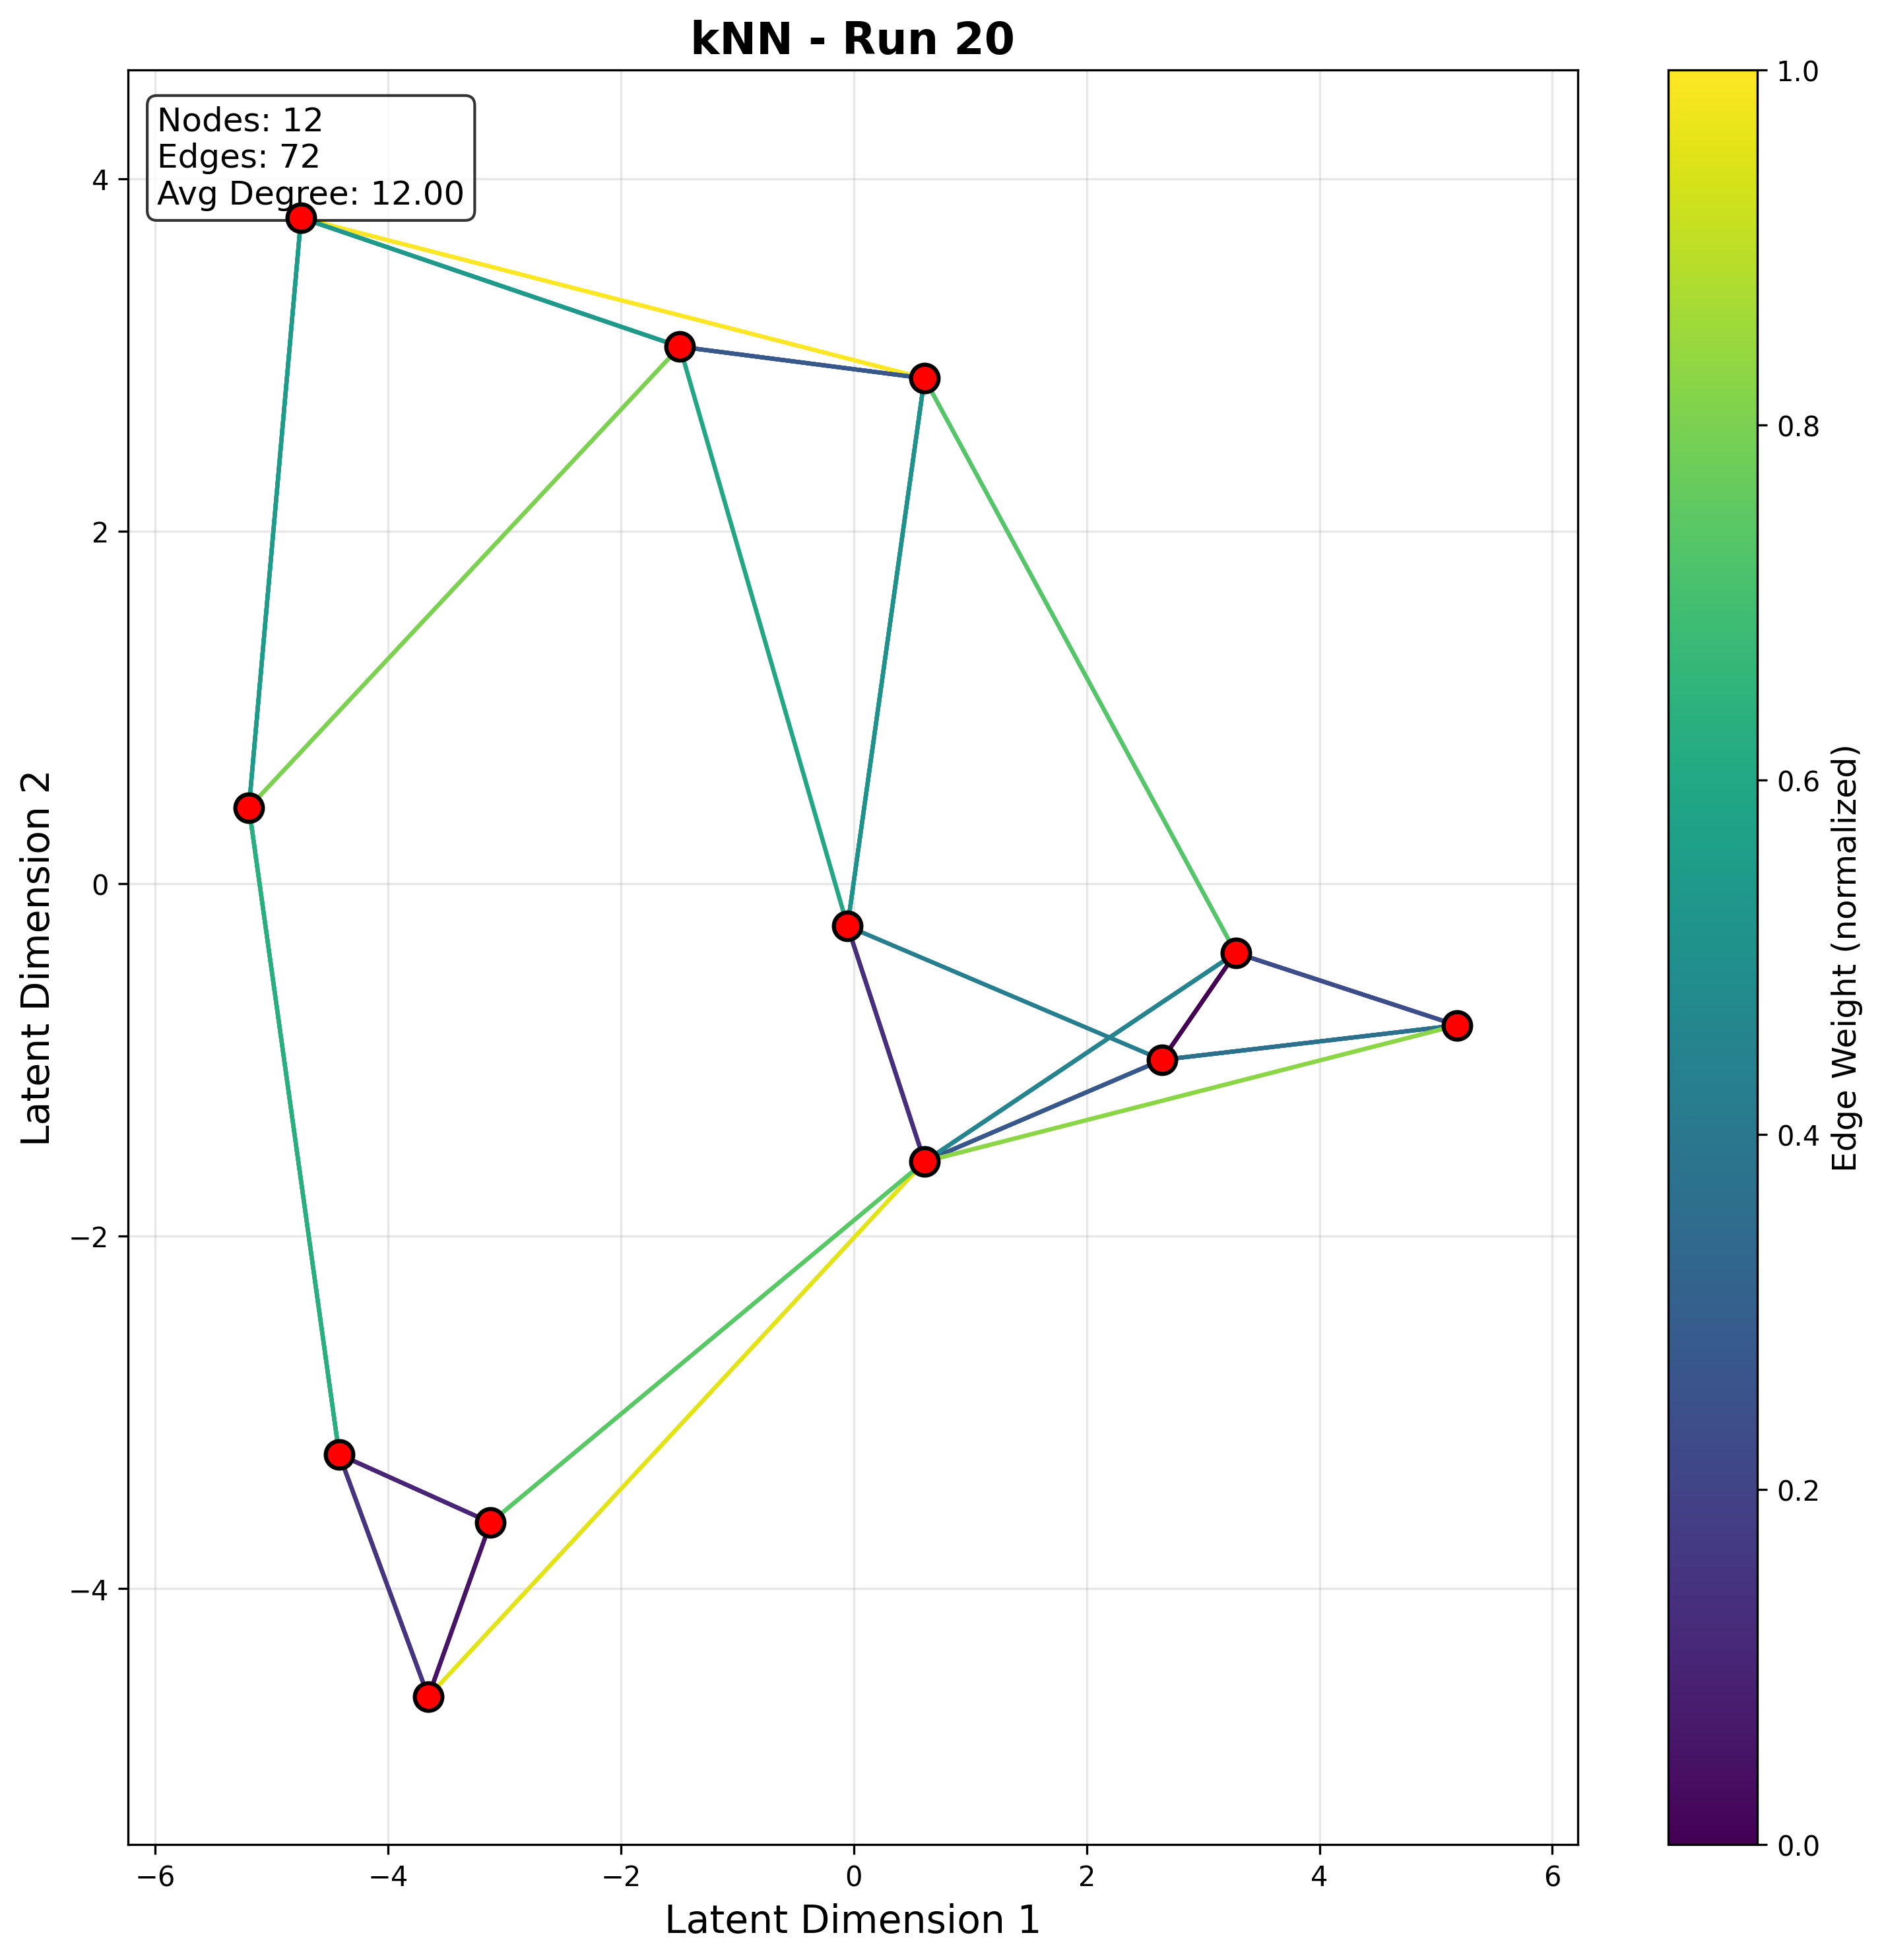 kNN - Run 20
Nodes: 12
Edges: 72
Avg Degree: 12.00
4
2
0
−2
−4
−6
−4
−2
0
2
4
6
Latent Dimension 1
Latent Dimension 2
1.0
0.8
0.6
0.4
0.2
0.0
Edge Weight (normalized)